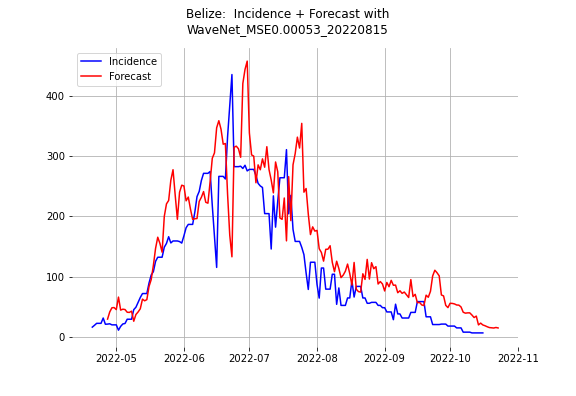 Belize:  Incidence + Forecast with
WaveNet_MSE0.00053_20220815
Incidence
Forecast
400
300
200
100
0
2022-05 2022-06 2022-07 2022-08 2022-09 2022-10 2022-11